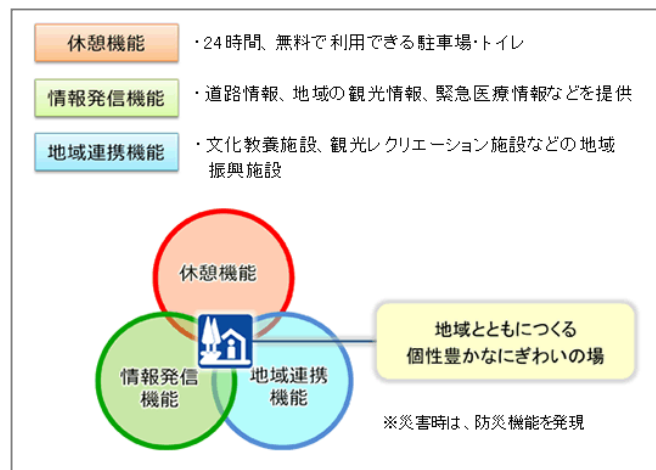 休憩機能
・24時間、無料で利用できる駐車場・トイレ
情報発信機能
・道路情報、地域の観光情報、緊急医療情報などを提供
地域連携機能
・文化教養施設、観光レクリエーション施設などの地域
振興施設
休憩機能
情報発信
機能
地域連携
機能
地域とともにつくる
個性豊かなにぎわいの場
※災害時は、防災機能を発現